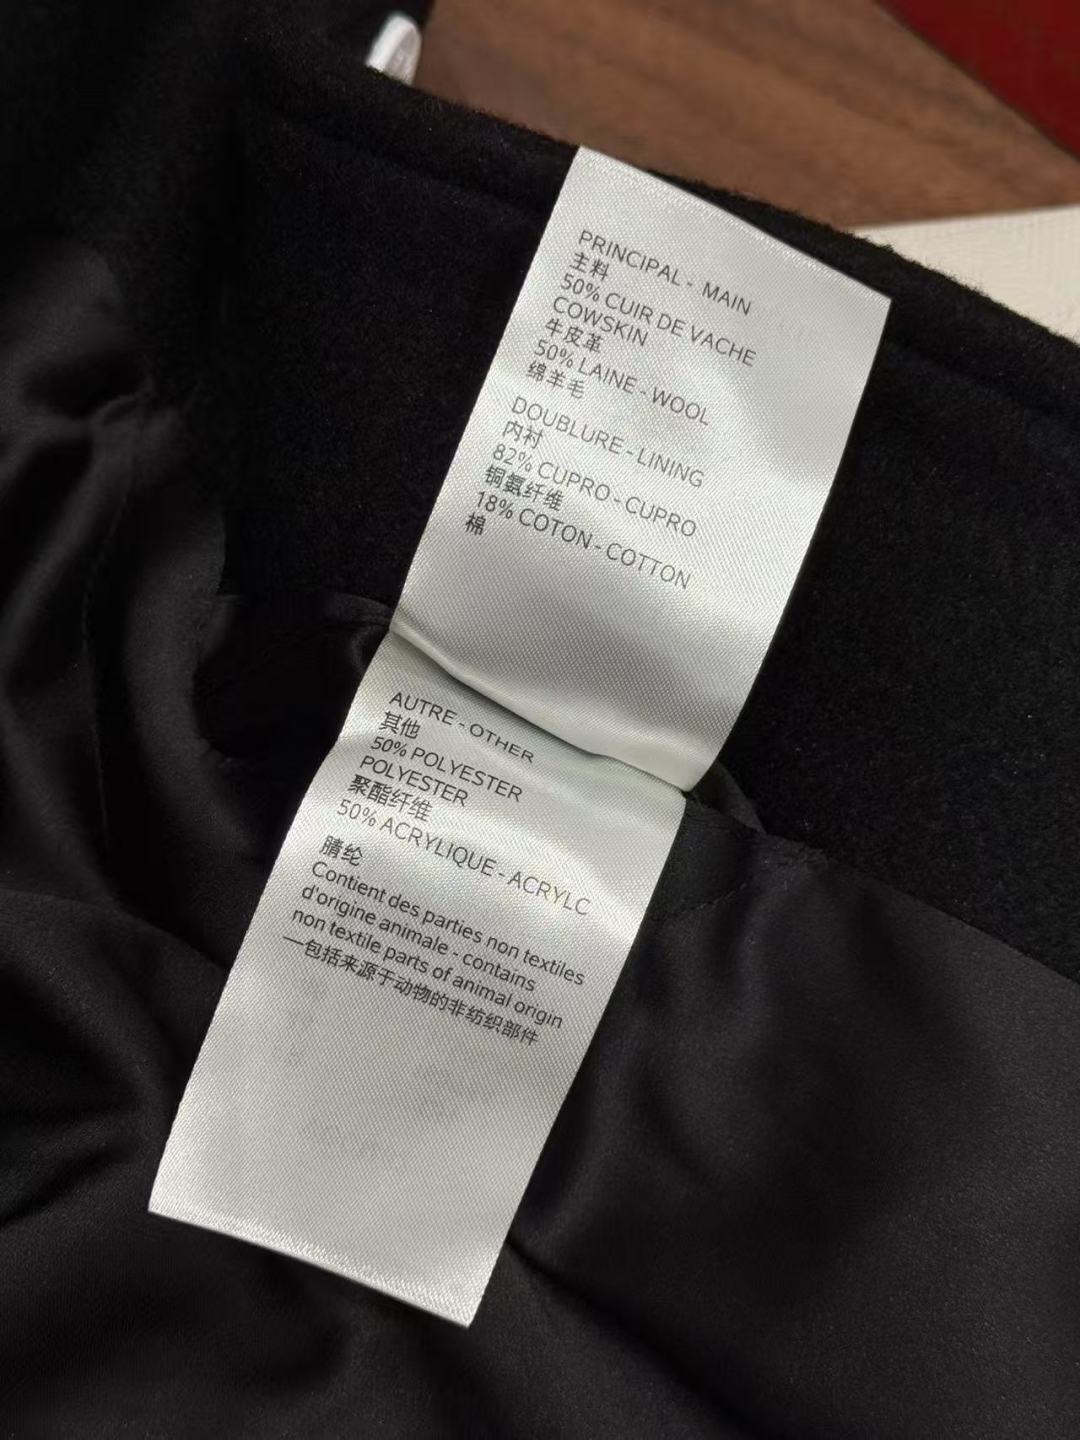 PRINCIPAL - MAIN
主料
50% CUIR DE VACHE
COWSKIN
牛皮革
50% LAINE - WOOL
绵羊毛
DOUBLURE - LINING
内衬
82% CUPRO - CUPRO
铜氨纤维
18% COTON - COTTON
棉
AUTRE - OTHER
其他
50% POLYESTER
POLYESTER
聚酯纤维
50% ACRYLIQUE - ACRYLC
腈纶
Contient des parties non textiles
d'origine animale - contains
non textile parts of animal origin
一包括来源于动物的非纺织部件